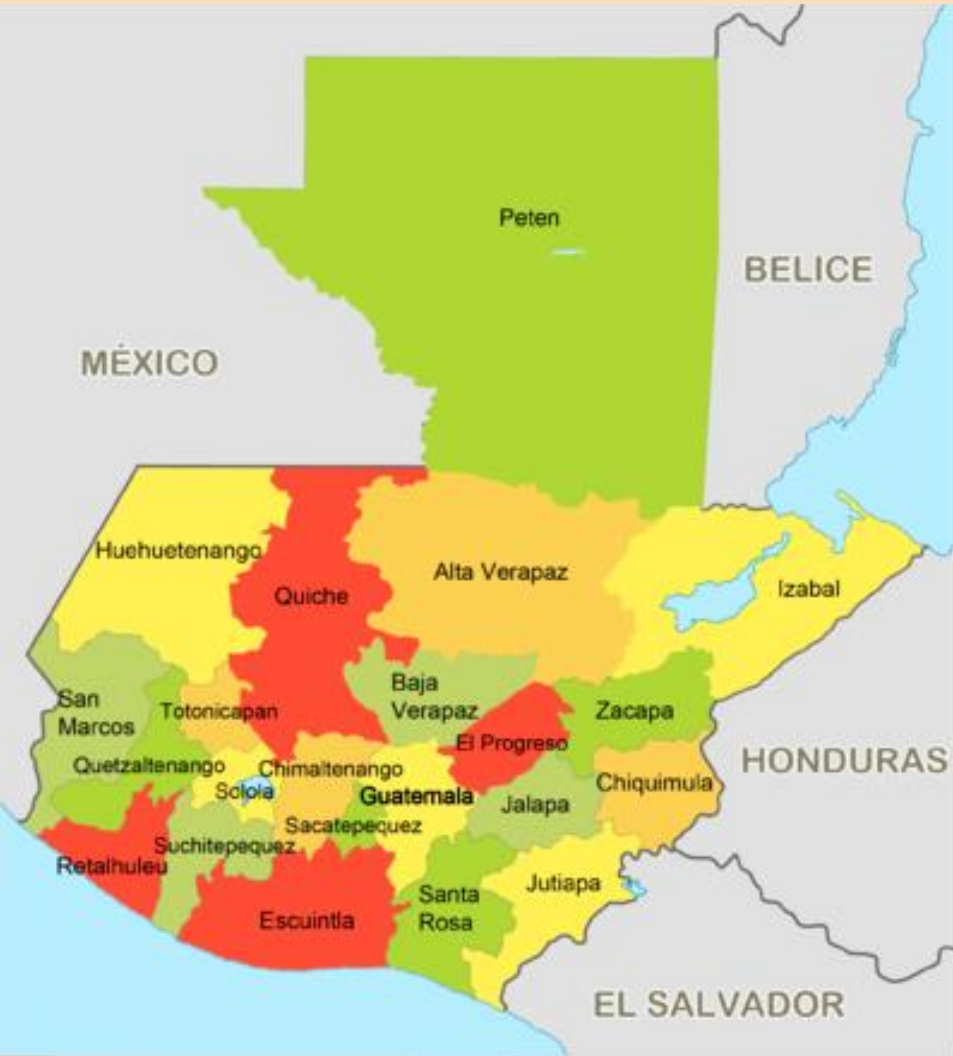 Peten
BELICE
MÉXICO
Huehuetenango
Alta Verapaz
Quiche
Izabal
Baja
Verapaz
San
Marcos
Totonicapan
Zacapa
El Progreso
HONDURAS
Quetzaltenango
Chimaltenango
Chiquimula
Solola
Guatemala
Jalapa
Sacatepequez
Suchitepequez
Retalhuleu
Jutiapa
Santa
Rosa
Escuintla
EL SALVADOR